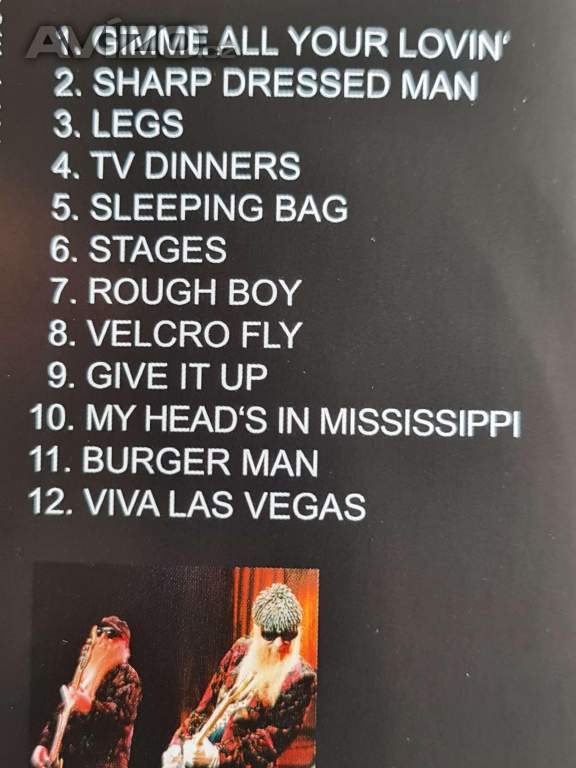 1. GIMME ALL YOUR LOVIN'
2. SHARP DRESSED MAN
3. LEGS
4. TV DINNERS
5. SLEEPING BAG
6. STAGES
7. ROUGH BOY
8. VELCRO FLY
9. GIVE IT UP
10. MY HEAD'S IN MISSISSIPPI
11. BURGER MAN
12. VIVA LAS VEGAS